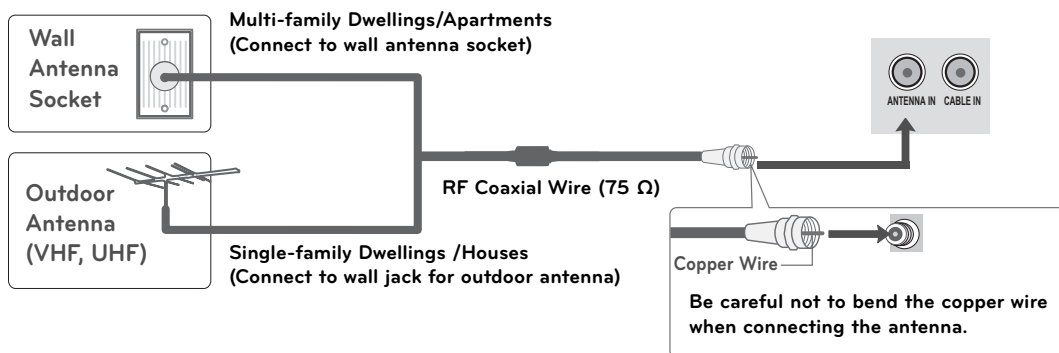 Wall
Antenna
Socket
Multi-family Dwellings/Apartments
(Connect to wall antenna socket)
ANTENNA IN
CABLE IN
RF Coaxial Wire (75 Ω)
Outdoor
Antenna
(VHF, UHF)
Single-family Dwellings /Houses
(Connect to wall jack for outdoor antenna)
Copper Wire
Be careful not to bend the copper wire
when connecting the antenna.